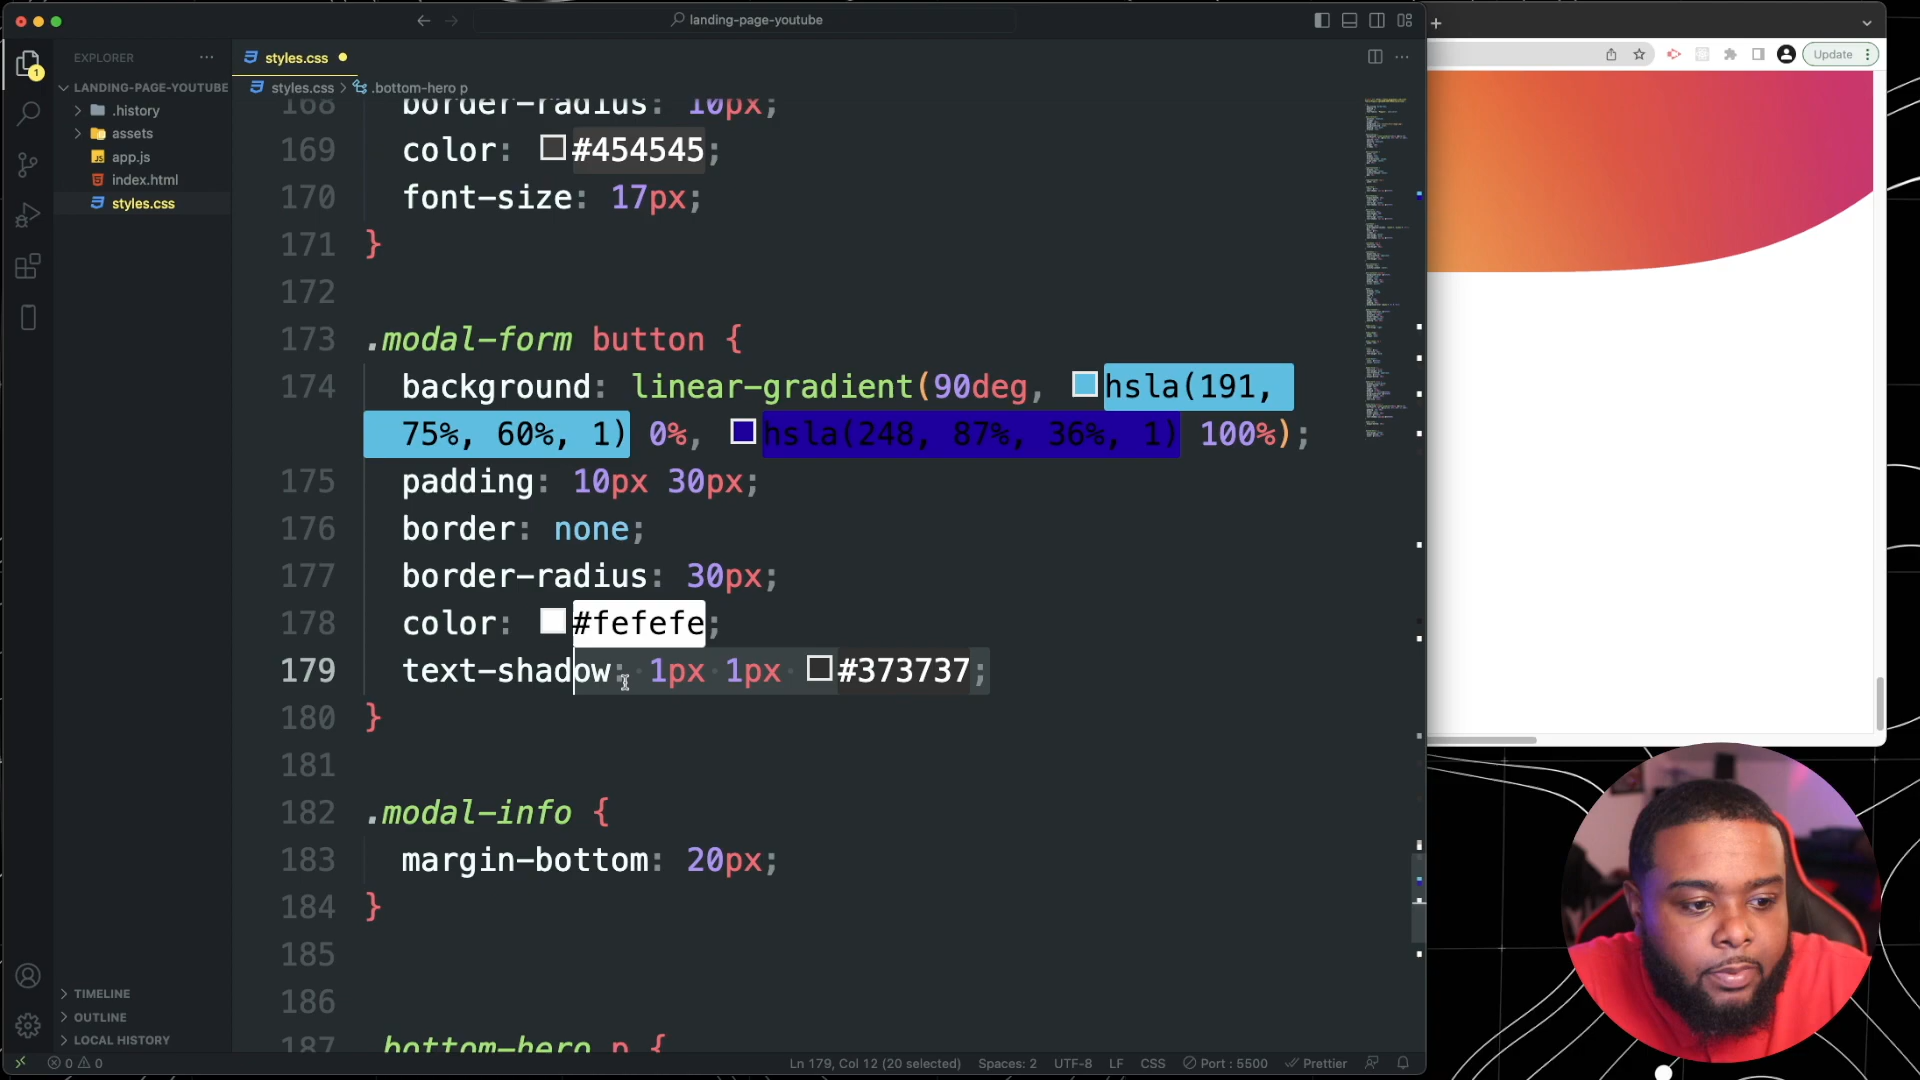 landing-page-youtube
Update
EXPLORER
styles.css
1
LANDING-PAGE-YOUTUBE
styles.css > .bottom-hero p
.history
assets
app.js
index.html
styles.css
168 border-radius: 10px;
169 color: #454545;
170 font-size: 17px;
171 }
172
173 .modal-form button {
174 background: linear-gradient(90deg, hsla(191,
75%, 60%, 1) 0%, hsla(248, 87%, 36%, 1) 100%);
175 padding: 10px 30px;
176 border: none;
177 border-radius: 30px;
178 color: #fefefe;
179 text-shadow: 1px 1px #373737;
180 }
181
182 .modal-info {
183 margin-bottom: 20px;
184 }
185
186
187 .bottom-hero p {
TIMELINE
OUTLINE
LOCAL HISTORY
0 0
Ln 179, Col 12 (20 selected)
Spaces: 2
UTF-8
LF
CSS
Port : 5500
Prettier